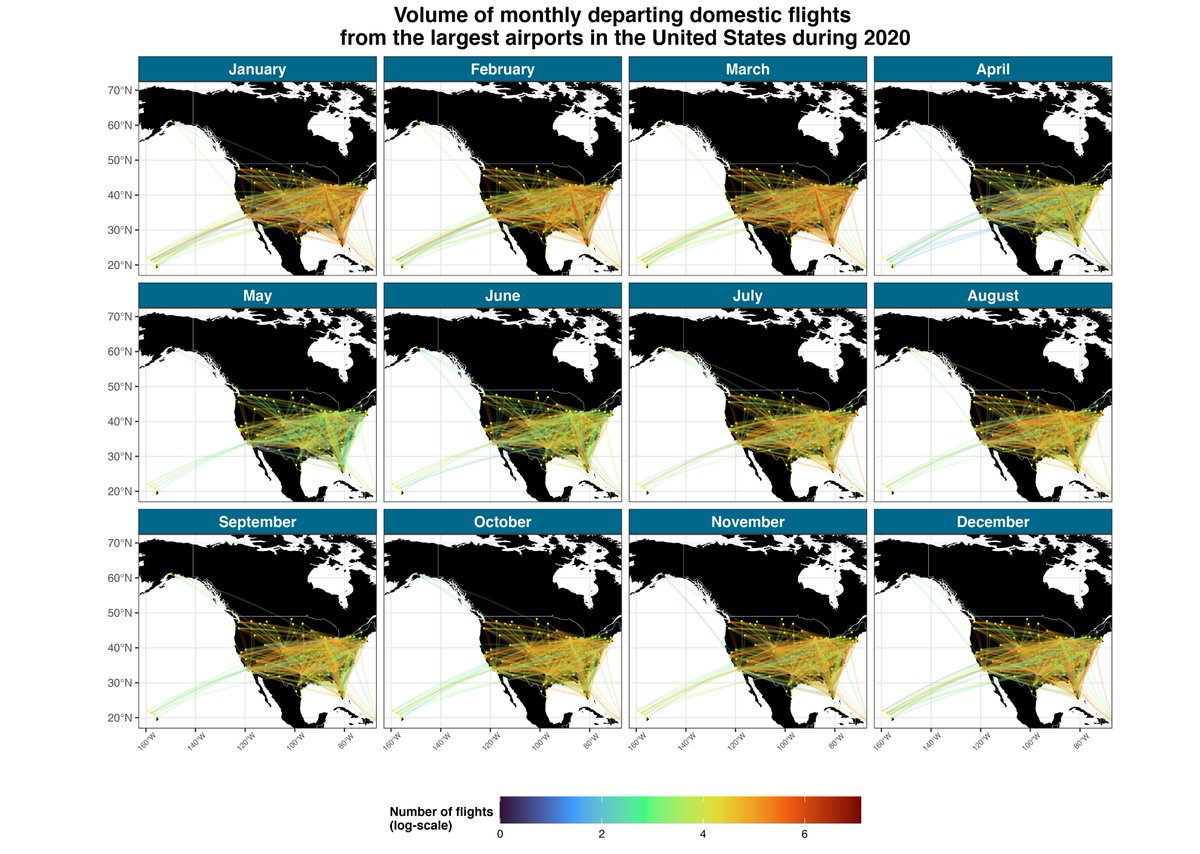 Volume of monthly departing domestic flights
from the largest airports in the United States during 2020
January
February
March
April
70°N
60°N
50°N
40°N
30°N
20°N
May
June
July
August
70°N
60°N
50°N
40°N
30°N
20°N
September
October
November
December
70°N
60°N
50°N
40°N
30°N
20°N
160°W 140°W 120°W 100°W 80°W 160°W 140°W 120°W 100°W 80°W 160°W 140°W 120°W 100°W 80°W 160°W 140°W 120°W 100°W 80°W
Number of flights
(log-scale)
0 2 4 6